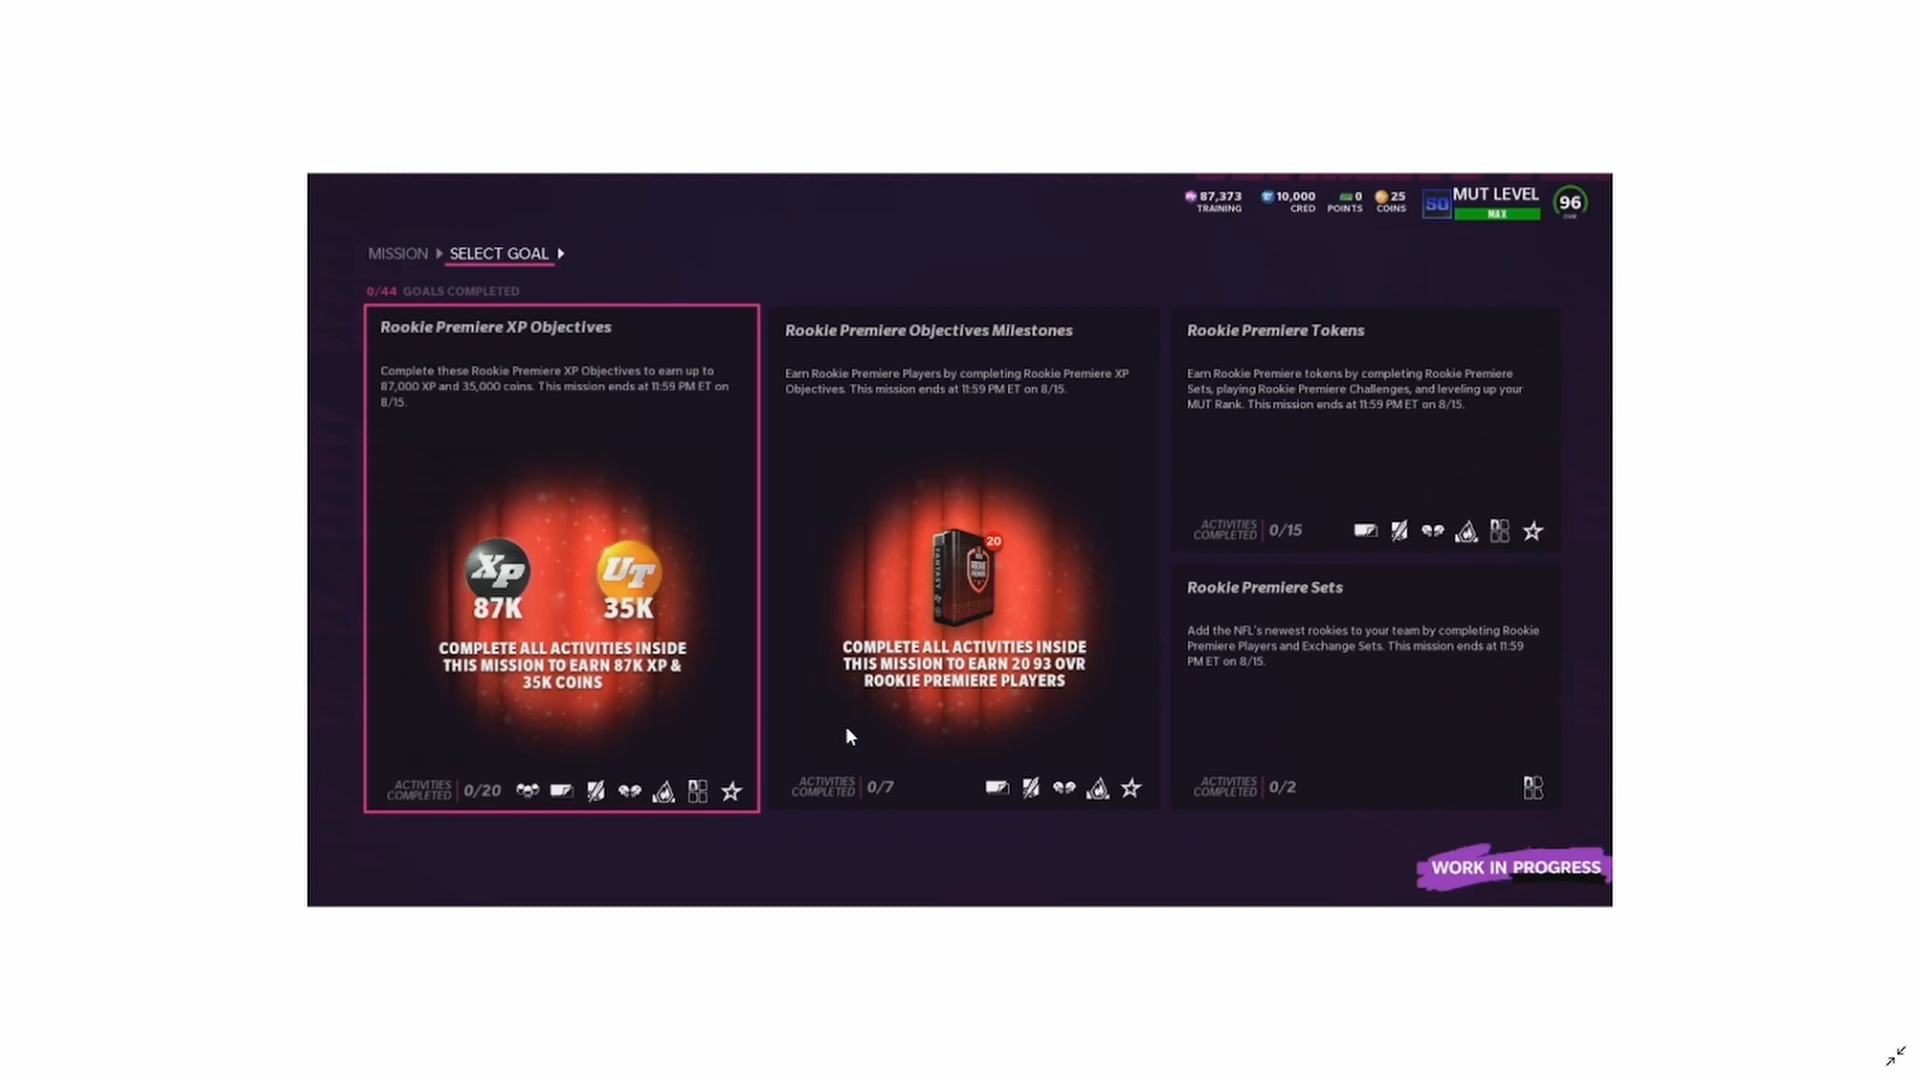 87,373
TRAINING
10,000
CRED
0
POINTS
25
COINS
50
MUT LEVEL
MAX
96
OVR
MISSION SELECT GOAL
0/44 GOALS COMPLETED
Rookie Premiere XP Objectives
Complete these Rookie Premiere XP Objectives to earn up to
87,000 XP and 35,000 coins. This mission ends at 11:59 PM ET on
8/15.
XP
87K
UT
35K
COMPLETE ALL ACTIVITIES INSIDE
THIS MISSION TO EARN 87K XP &
35K COINS
ACTIVITIES
COMPLETED
0/20
Rookie Premiere Objectives Milestones
Earn Rookie Premiere Players by completing Rookie Premiere XP
Objectives. This mission ends at 11:59 PM ET on 8/15.
20
FANTASY
ROOKIE
PREMIERE
COMPLETE ALL ACTIVITIES INSIDE
THIS MISSION TO EARN 20 93 OVR
ROOKIE PREMIERE PLAYERS
ACTIVITIES
COMPLETED
0/7
Rookie Premiere Tokens
Earn Rookie Premiere tokens by completing Rookie Premiere
Sets, playing Rookie Premiere Challenges, and leveling up your
MUT Rank. This mission ends at 11:59 PM ET on 8/15.
ACTIVITIES
COMPLETED
0/15
Rookie Premiere Sets
Add the NFL's newest rookies to your team by completing Rookie
Premiere Players and Exchange Sets. This mission ends at 11:59
PM ET on 8/15.
ACTIVITIES
COMPLETED
0/2
WORK IN PROGRESS